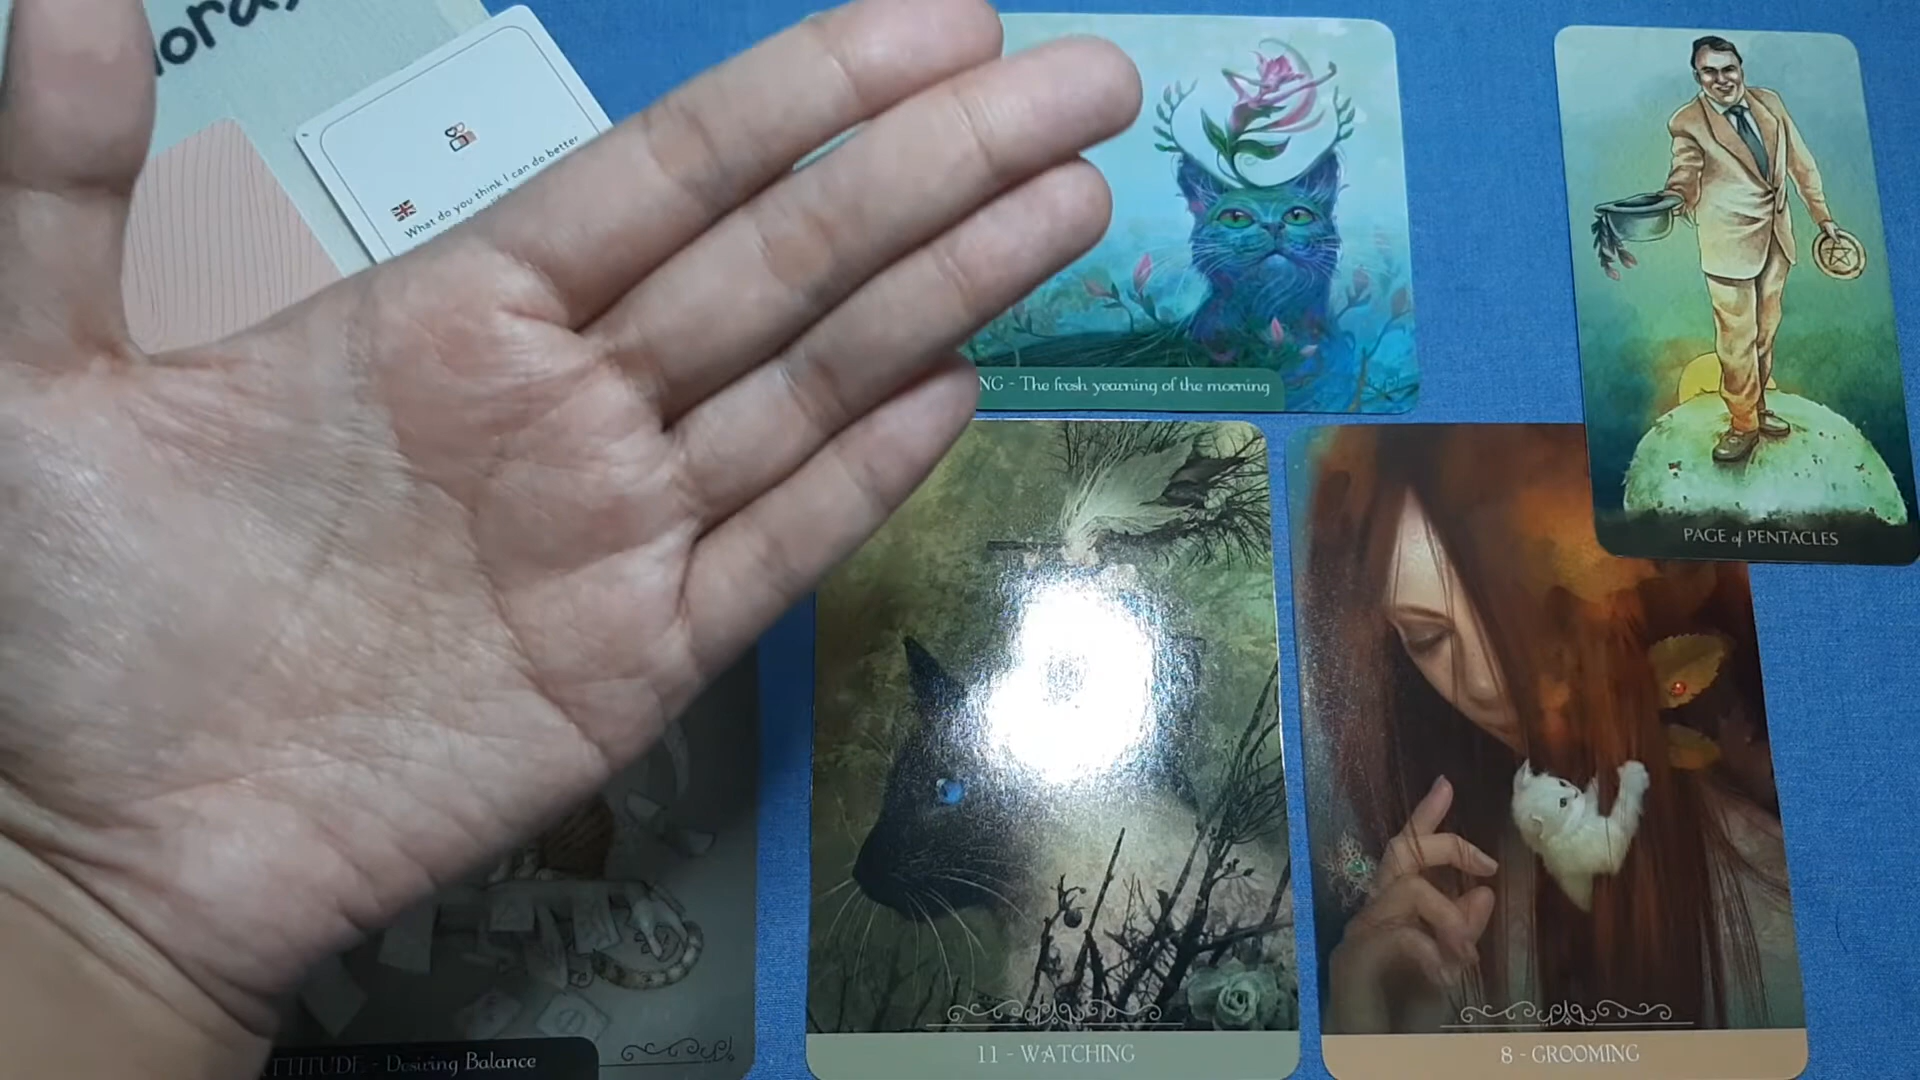 What do you think I can do better
NG - The fresh yearning of the morning
PAGE of PENTACLES
TTITUDE - Desiring Balance
11 - WATCHING
8 - GROOMING